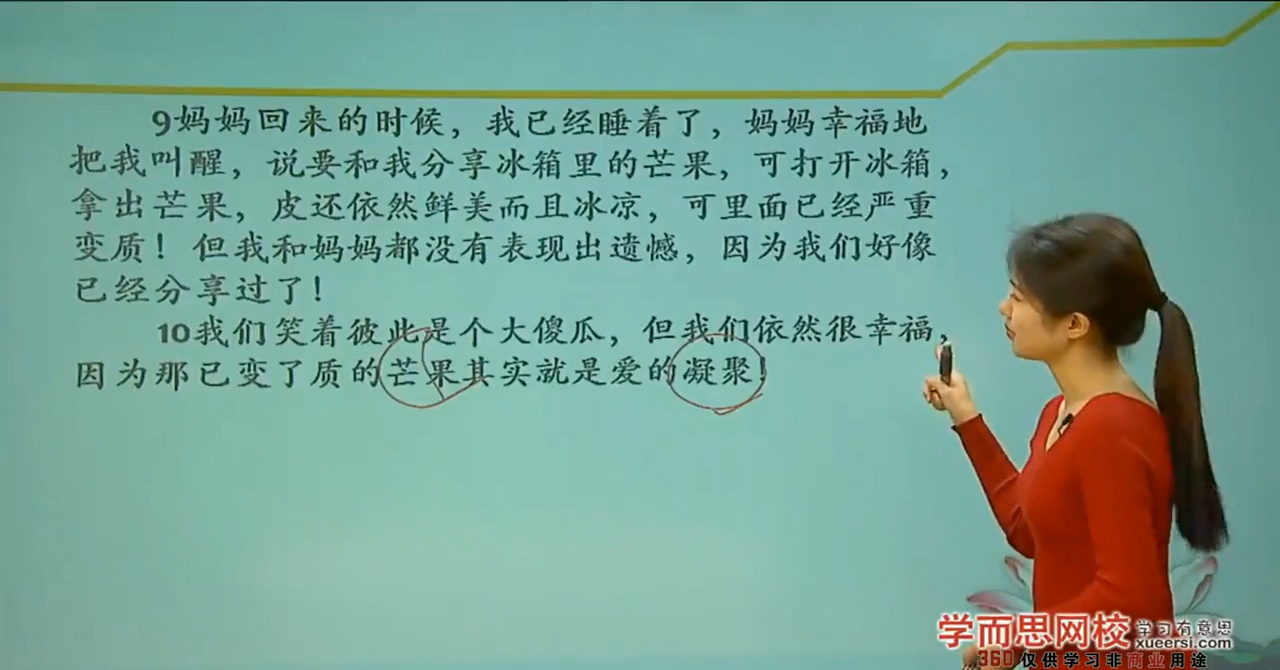 9妈妈回来的时候，我已经睡着了，妈妈幸福地
把我叫醒，说要和我分享冰箱里的芒果，可打开冰箱，
拿出芒果，皮还依然鲜美而且冰凉，可里面已经严重
变质！但我和妈妈都没有表现出遗憾，因为我们好像
已经分享过了！
10我们笑着彼此是个大傻瓜，但我们依然很幸福，
因为那已变了质的芒果其实就是爱的凝聚！
学而思网校 学习有意思
xueersi.com
360 仅供学习非商业用途